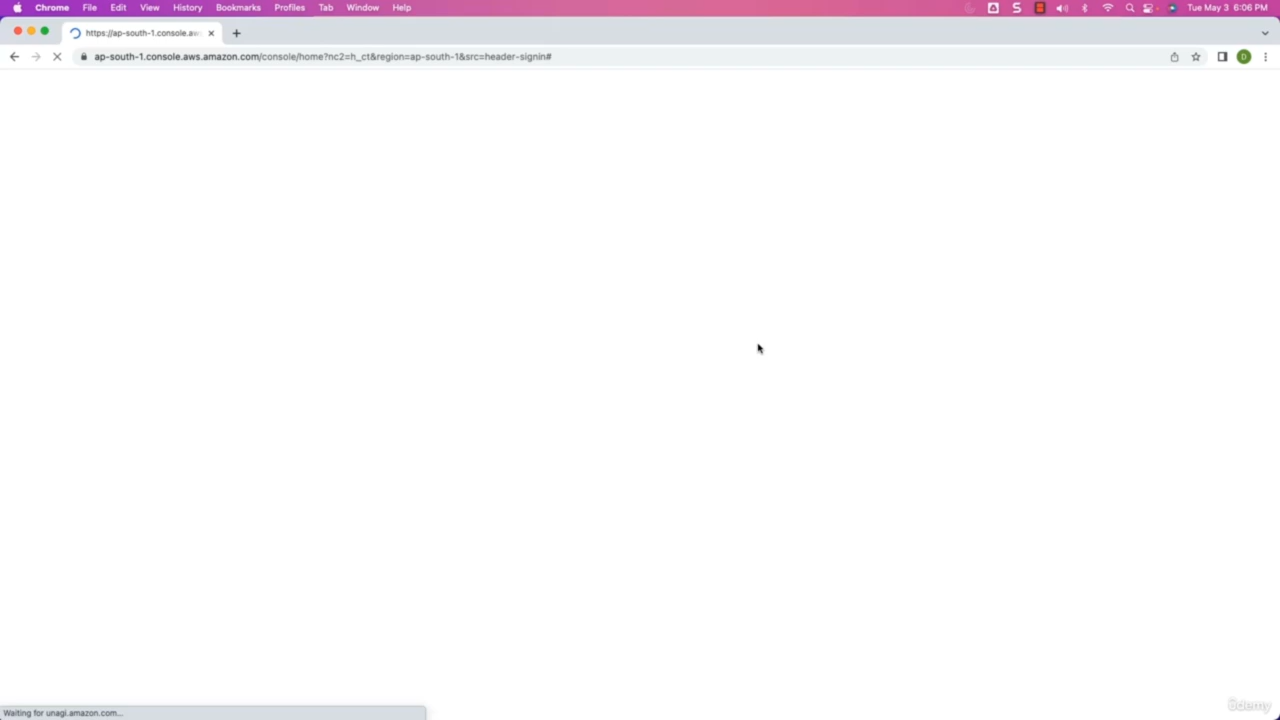 Chrome File Edit View History Bookmarks Profiles Tab Window Help Tue May 3 6:06 PM
https://ap-south-1.console.aw
ap-south-1.console.aws.amazon.com/console/home?nc2=h_ct&region=ap-south-1&src=header-signin#
D
Waiting for unagi.amazon.com...
ûdemy